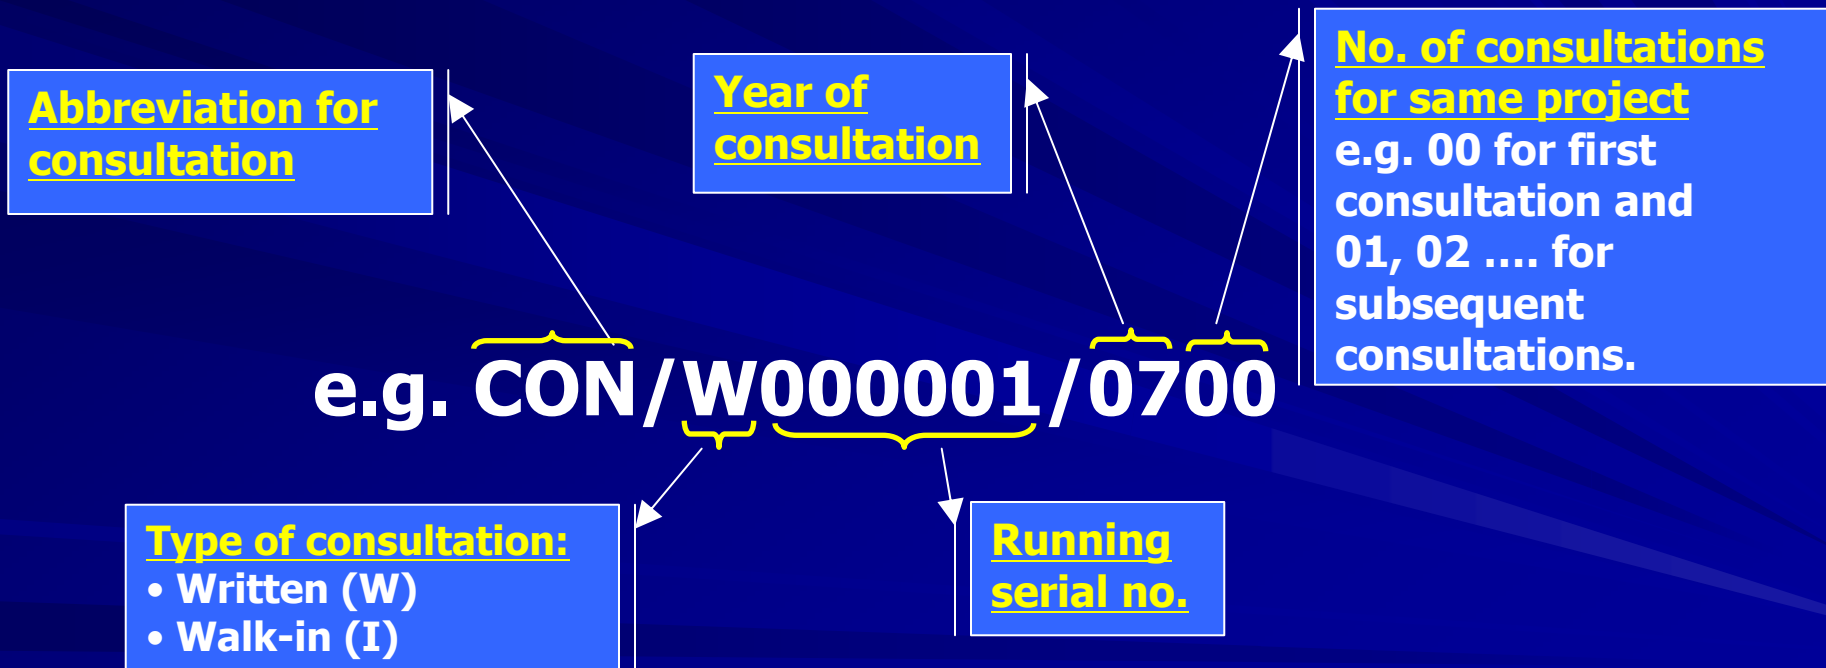 Abbreviation for
consultation
Year of
consultation
No. of consultations
for same project
e.g. 00 for first
consultation and
01, 02 .... for
subsequent
consultations.
e.g. CON/W000001/0700
Type of consultation:
• Written (W)
• Walk-in (I)
Running
serial no.